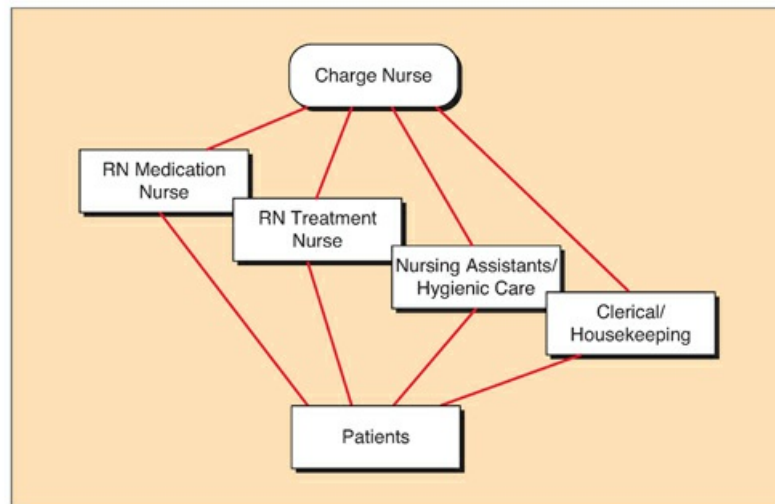 Charge Nurse
RN Medication
Nurse
RN Treatment
Nurse
Nursing Assistants/
Hygienic Care
Clerical/
Housekeeping
Patients